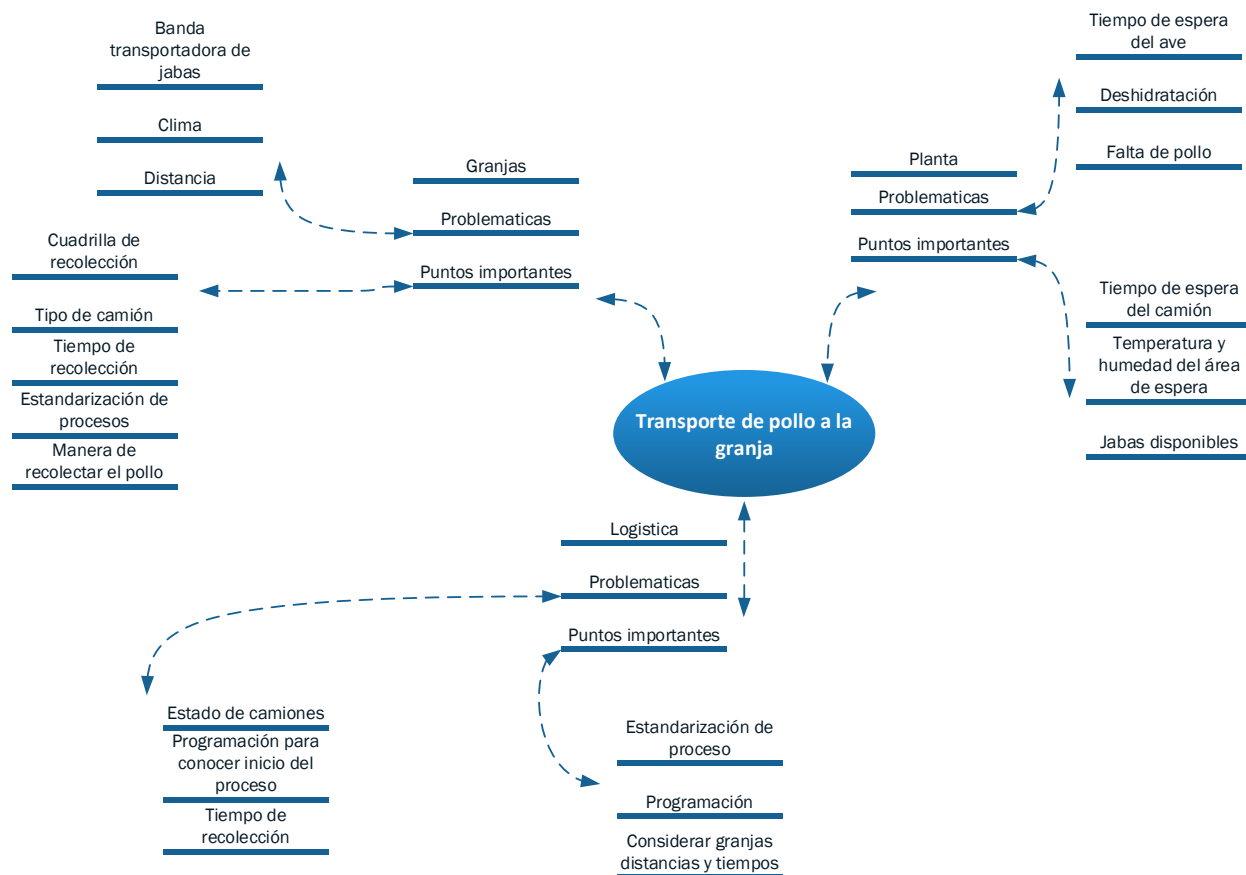 Banda
transportadora de
jabas
Clima
Distancia
Granjas
Problematicas
Puntos importantes
Cuadrilla de
recolección
Tipo de camión
Tiempo de
recolección
Estandarización de
procesos
Manera de
recolectar el pollo
Tiempo de espera
del ave
Deshidratación
Falta de pollo
Planta
Problematicas
Puntos importantes
Tiempo de espera
del camión
Temperatura y
humedad del área
de espera
Jabas disponibles
Transporte de pollo a la
granja
Logistica
Problematicas
Puntos importantes
Estado de camiones
Programación para
conocer inicio del
proceso
Tiempo de
recolección
Estandarización de
proceso
Programación
Considerar granjas
distancias y tiempos